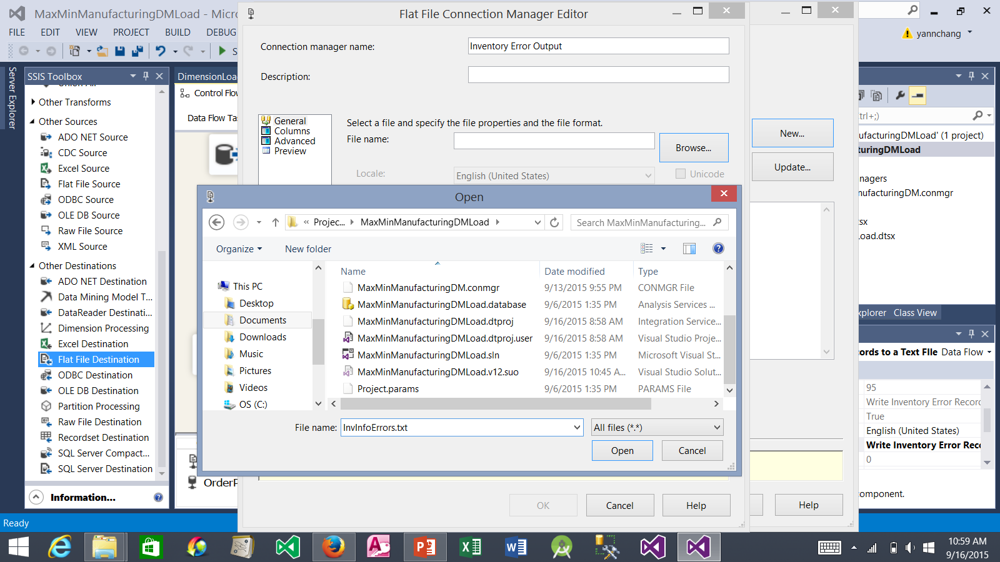 MaxMinManufacturingDMLoad - Micros
FILE EDIT VIEW PROJECT BUILD DEBUG
yannchang
Server Explorer
SSIS Toolbox
Other Transforms
Other Sources
ADO NET Source
CDC Source
Excel Source
Flat File Source
ODBC Source
OLE DB Source
Raw File Source
XML Source
Other Destinations
ADO NET Destination
Data Mining Model T...
DataReader Destinati...
Dimension Processing
Excel Destination
Flat File Destination
ODBC Destination
OLE DB Destination
Partition Processing
Raw File Destination
Recordset Destination
SQL Server Compact...
SQL Server Destination
Information...
Ready
DimensionLoa
Control Flo
Data Flow Ta
OrderP
Flat File Connection Manager Editor
Connection manager name:
Inventory Error Output
Description:
General
Columns
Advanced
Preview
Select a file and specify the file properties and the file format.
File name:
Browse...
Locale:
English (United States)
Unicode
New...
Update...
Open
« Projec... MaxMinManufacturingDMLoad
Search MaxMinManufacturing...
Organize New folder
This PC
Desktop
Documents
Downloads
Music
Pictures
Videos
OS (C:)
Name Date modified Type
MaxMinManufacturingDM.conmgr 9/13/2015 9:55 PM CONMGR File
MaxMinManufacturingDMLoad.database 9/6/2015 1:35 PM Analysis Services ...
MaxMinManufacturingDMLoad.dtproj 9/16/2015 8:58 AM Integration Service...
MaxMinManufacturingDMLoad.dtproj.user 9/16/2015 8:58 AM Visual Studio Proje...
MaxMinManufacturingDMLoad.sln 9/6/2015 1:35 PM Microsoft Visual St...
MaxMinManufacturingDMLoad.v12.suo 9/16/2015 10:45 A... Visual Studio Solut...
Project.params 9/6/2015 1:35 PM PARAMS File
File name: InvInfoErrors.txt All files (*.*)
Open Cancel
OK Cancel Help
Help
trl+;)
ufacturingDMLoad' (1 project)
turingDMLoad
nagers
nufacturingDM.conmgr
sx
oad.dtsx
xplorer Class View
ords to a Text FIle Data Flow
95
Write Inventory Error Record
True
English (United States)
Write Inventory Error Reco
0
omponent.
10:59 AM
9/16/2015